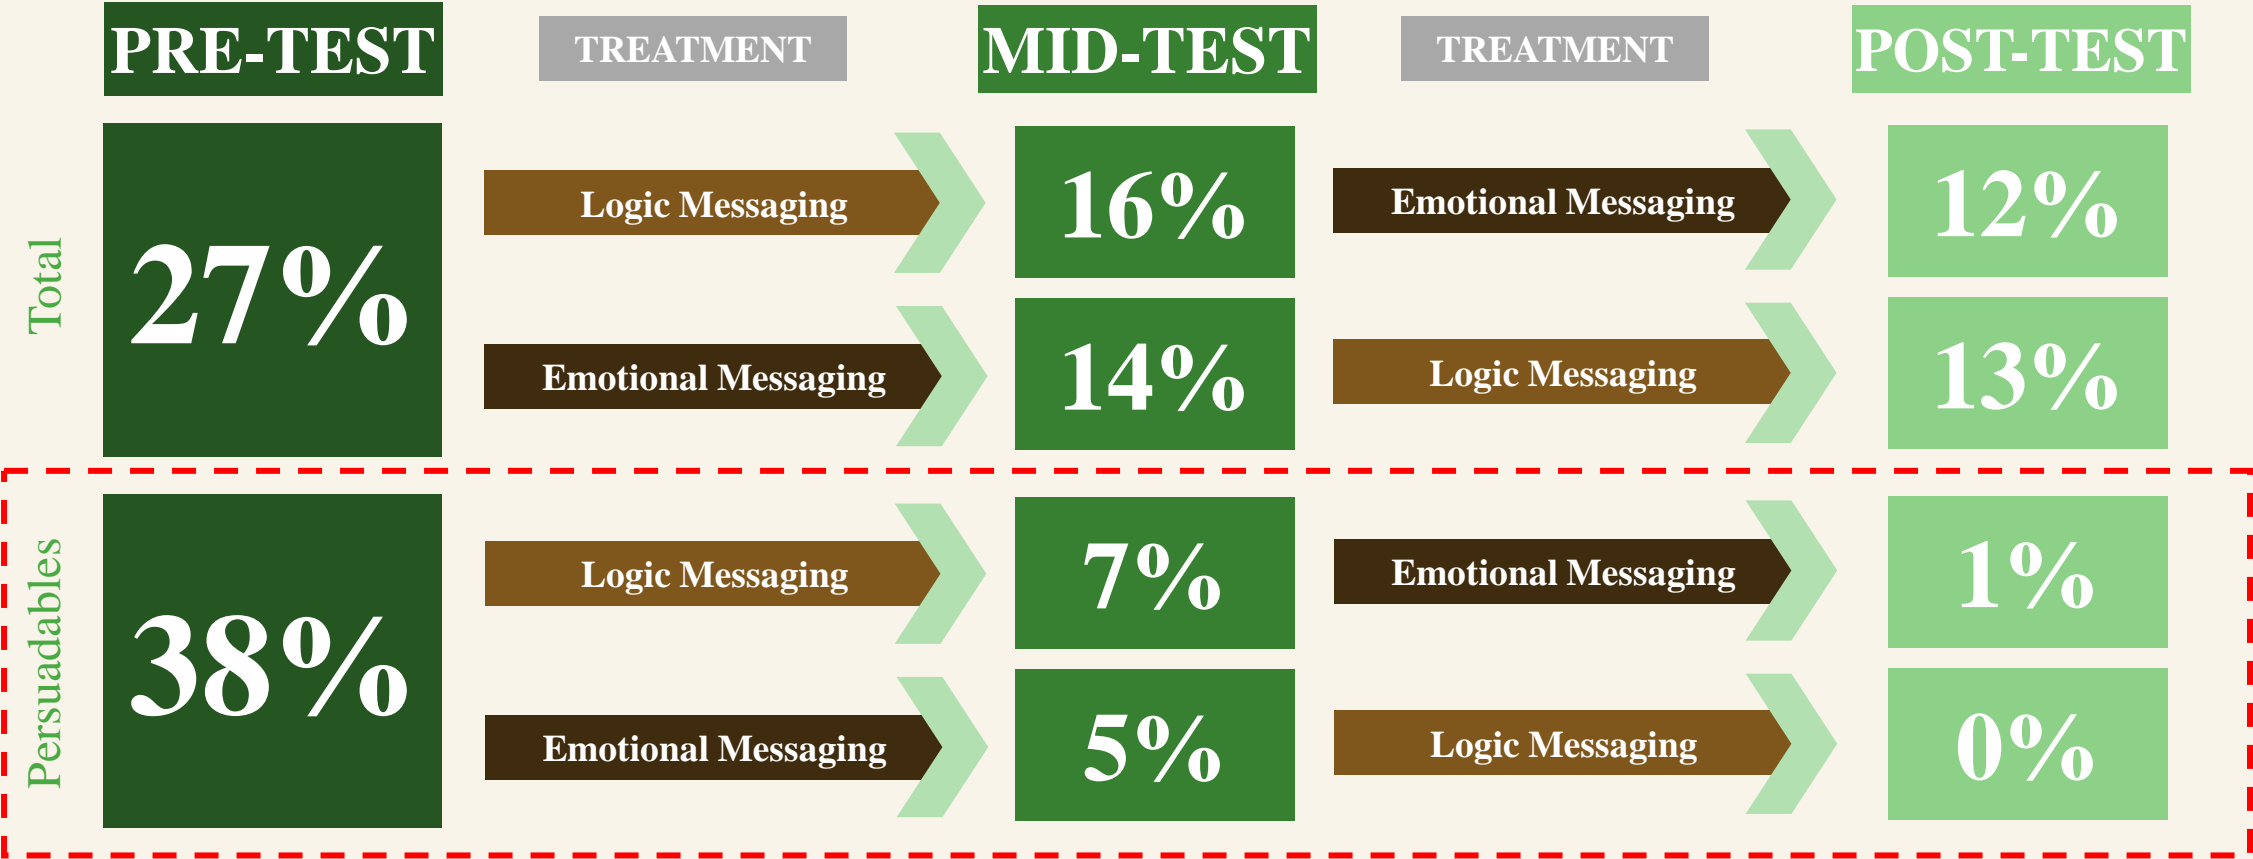 PRE-TEST
TREATMENT
MID-TEST
TREATMENT
POST-TEST
Total
27%
Logic Messaging
16%
Emotional Messaging
12%
Emotional Messaging
14%
Logic Messaging
13%
Persuadables
38%
Logic Messaging
7%
Emotional Messaging
1%
Emotional Messaging
5%
Logic Messaging
0%